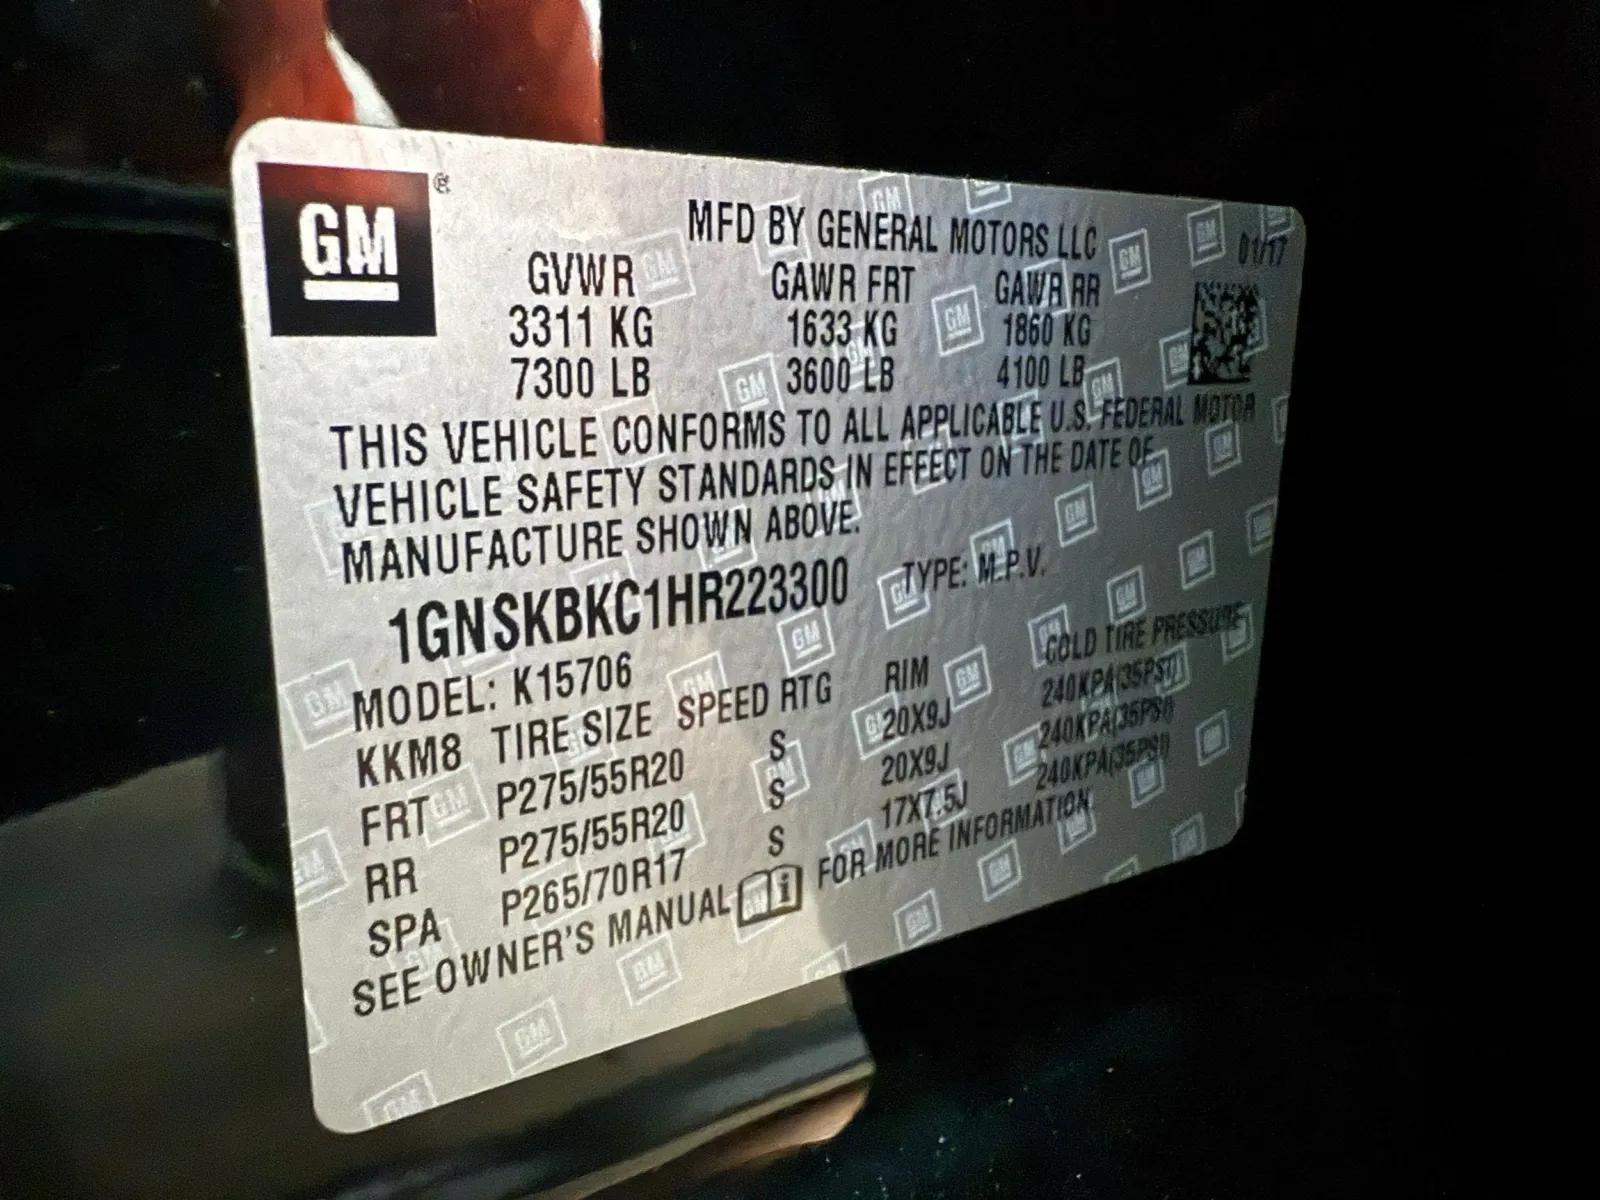 GM
MFD BY GENERAL MOTORS LLC 01/17
GVWR GAWR FRT GAWR RR
3311 KG 1633 KG 1860 KG
7300 LB 3600 LB 4100 LB
THIS VEHICLE CONFORMS TO ALL APPLICABLE U.S. FEDERAL MOTOR
VEHICLE SAFETY STANDARDS IN EFFECT ON THE DATE OF
MANUFACTURE SHOWN ABOVE.
1GNSKBKC1HR223300 TYPE: M.P.V.
MODEL: K15706
KKM8 TIRE SIZE SPEED RTG RIM COLD TIRE PRESSURE
FRT P275/55R20 S 20X9J 240KPA(35PSI)
RR P275/55R20 S 20X9J 240KPA(35PSI)
SPA P265/70R17 S 17X7.5J 240KPA(35PSI)
SEE OWNER'S MANUAL FOR MORE INFORMATION